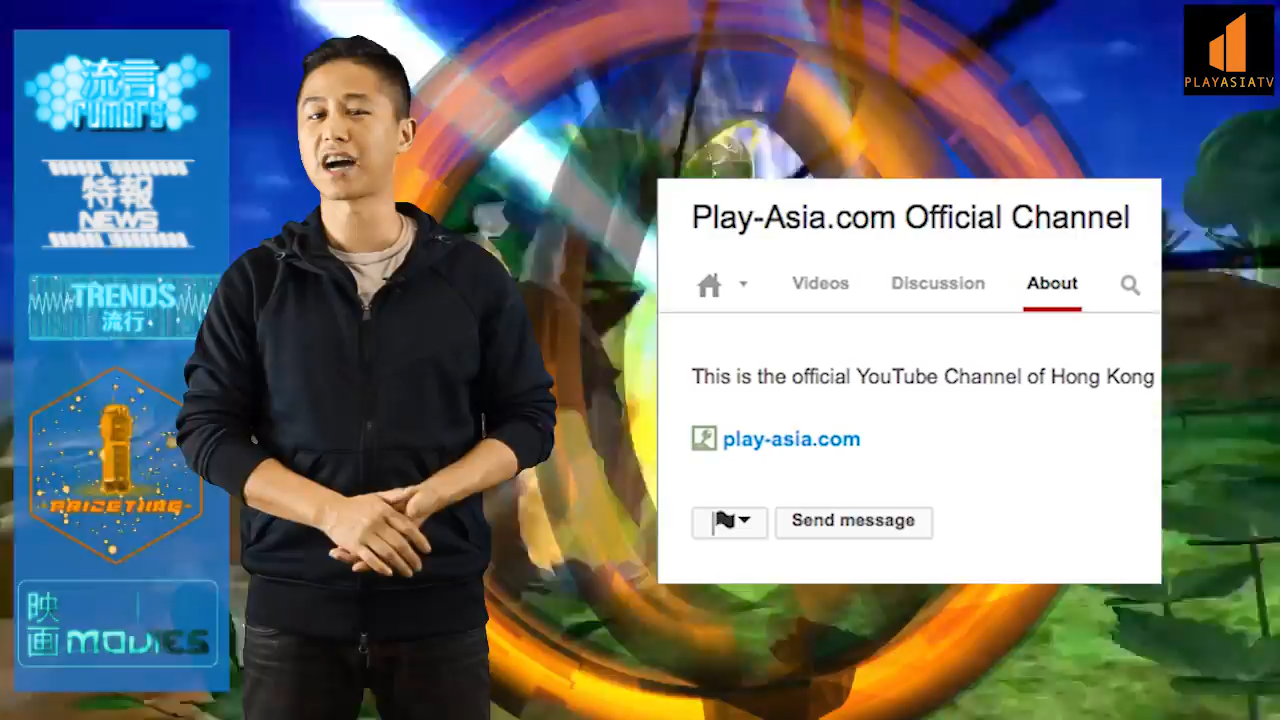 流言
rumors
特報
NEWS
TRENDS
流行
PRIZETIME
映
画 MOVIES
PLAYASIATV
Play-Asia.com Official Channel
Videos
Discussion
About
This is the official YouTube Channel of Hong Kong
play-asia.com
Send message